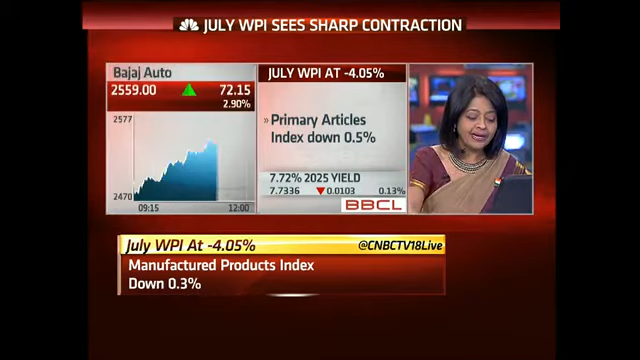 JULY WPI SEES SHARP CONTRACTION
Bajaj Auto
2559.00 72.15
2.90%
2577
2470
09:15 12:00
JULY WPI AT -4.05%
» Primary Articles
Index down 0.5%
7.72% 2025 YIELD
7.7336 0.0103 0.13%
BBCL
July WPI At -4.05% @CNBCTV18Live
Manufactured Products Index
Down 0.3%